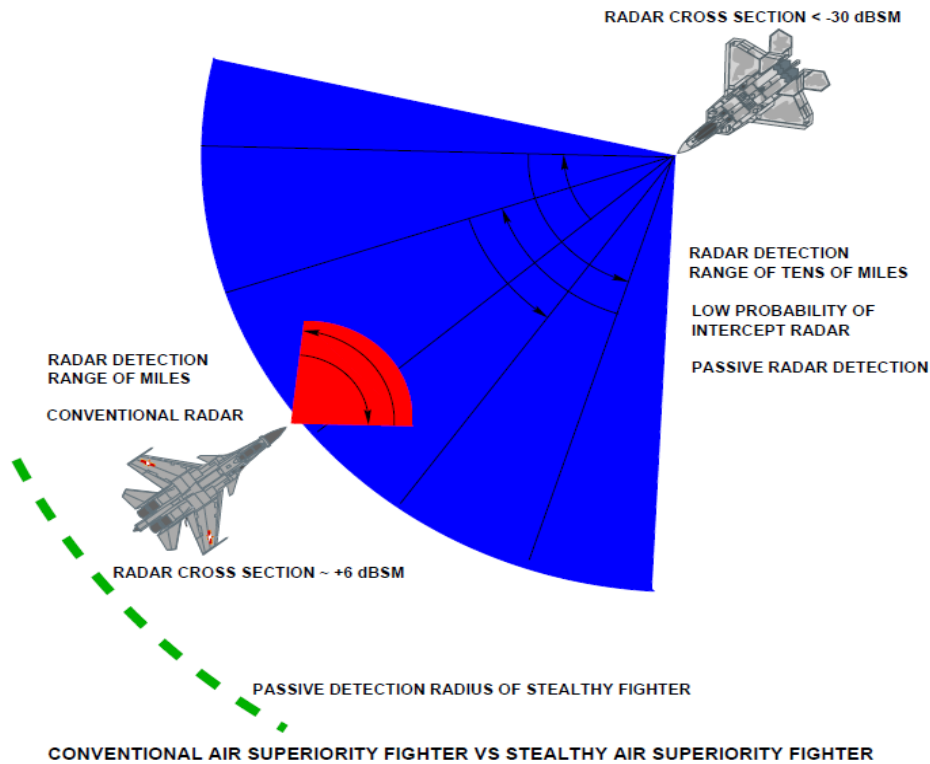 RADAR CROSS SECTION < -30 dBSM
RADAR DETECTION
RANGE OF TENS OF MILES
LOW PROBABILITY OF
INTERCEPT RADAR
PASSIVE RADAR DETECTION
RADAR DETECTION
RANGE OF MILES
CONVENTIONAL RADAR
RADAR CROSS SECTION ~ +6 dBSM
PASSIVE DETECTION RADIUS OF STEALTHY FIGHTER
CONVENTIONAL AIR SUPERIORITY FIGHTER VS STEALTHY AIR SUPERIORITY FIGHTER